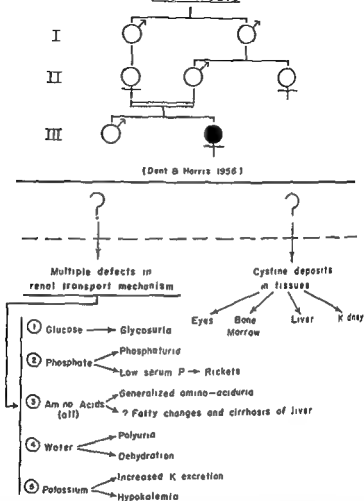 I
II
III
(Dent & Harris 1956)
? ?
Multiple defects in
renal transport mechanism
Cystine deposits
in tissues
Eyes Bone Marrow Liver Kidney
① Glucose → Glycosuria
② Phosphate
Phosphaturia
Low serum P → Rickets
③ Amino Acids
(all)
Generalized amino-aciduria
? Fatty changes and cirrhosis of liver
④ Water
Polyuria
Dehydration
⑤ Potassium
Increased K excretion
Hypokalemia